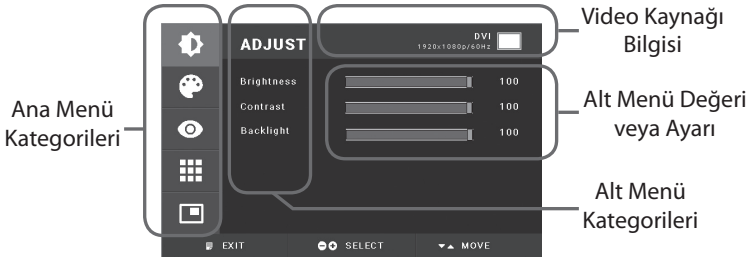 Video Kaynağı
Bilgisi
ADJUST
DVI
1920x1080p/60Hz
Brightness 100
Contrast 100
Backlight 100
Ana Menü
Kategorileri
Alt Menü Değeri
veya Ayarı
Alt Menü
Kategorileri
EXIT SELECT MOVE